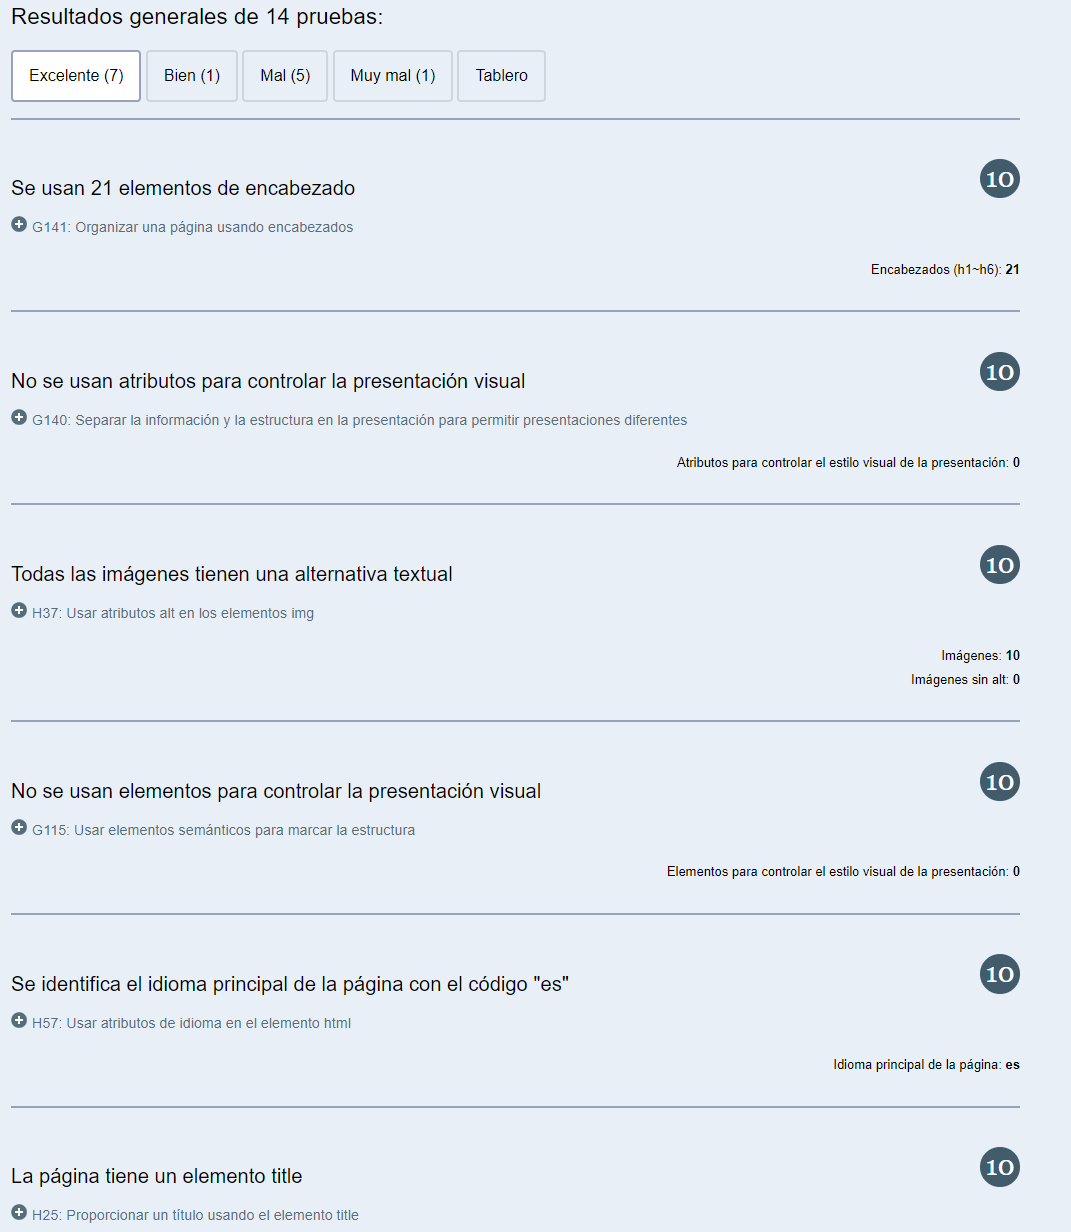 Resultados generales de 14 pruebas:
Excelente (7) Bien (1) Mal (5) Muy mal (1) Tablero
Se usan 21 elementos de encabezado
10
G141: Organizar una página usando encabezados
Encabezados (h1~h6): 21
No se usan atributos para controlar la presentación visual
10
G140: Separar la información y la estructura en la presentación para permitir presentaciones diferentes
Atributos para controlar el estilo visual de la presentación: 0
Todas las imágenes tienen una alternativa textual
10
H37: Usar atributos alt en los elementos img
Imágenes: 10
Imágenes sin alt: 0
No se usan elementos para controlar la presentación visual
10
G115: Usar elementos semánticos para marcar la estructura
Elementos para controlar el estilo visual de la presentación: 0
Se identifica el idioma principal de la página con el código "es"
10
H57: Usar atributos de idioma en el elemento html
Idioma principal de la página: es
La página tiene un elemento title
10
H25: Proporcionar un título usando el elemento title